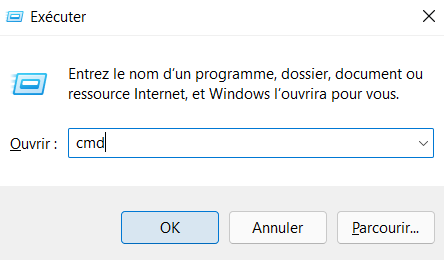 Exécuter
Entrez le nom d’un programme, dossier, document ou
ressource Internet, et Windows l’ouvrira pour vous.
Ouvrir : cmd
OK Annuler Parcourir...